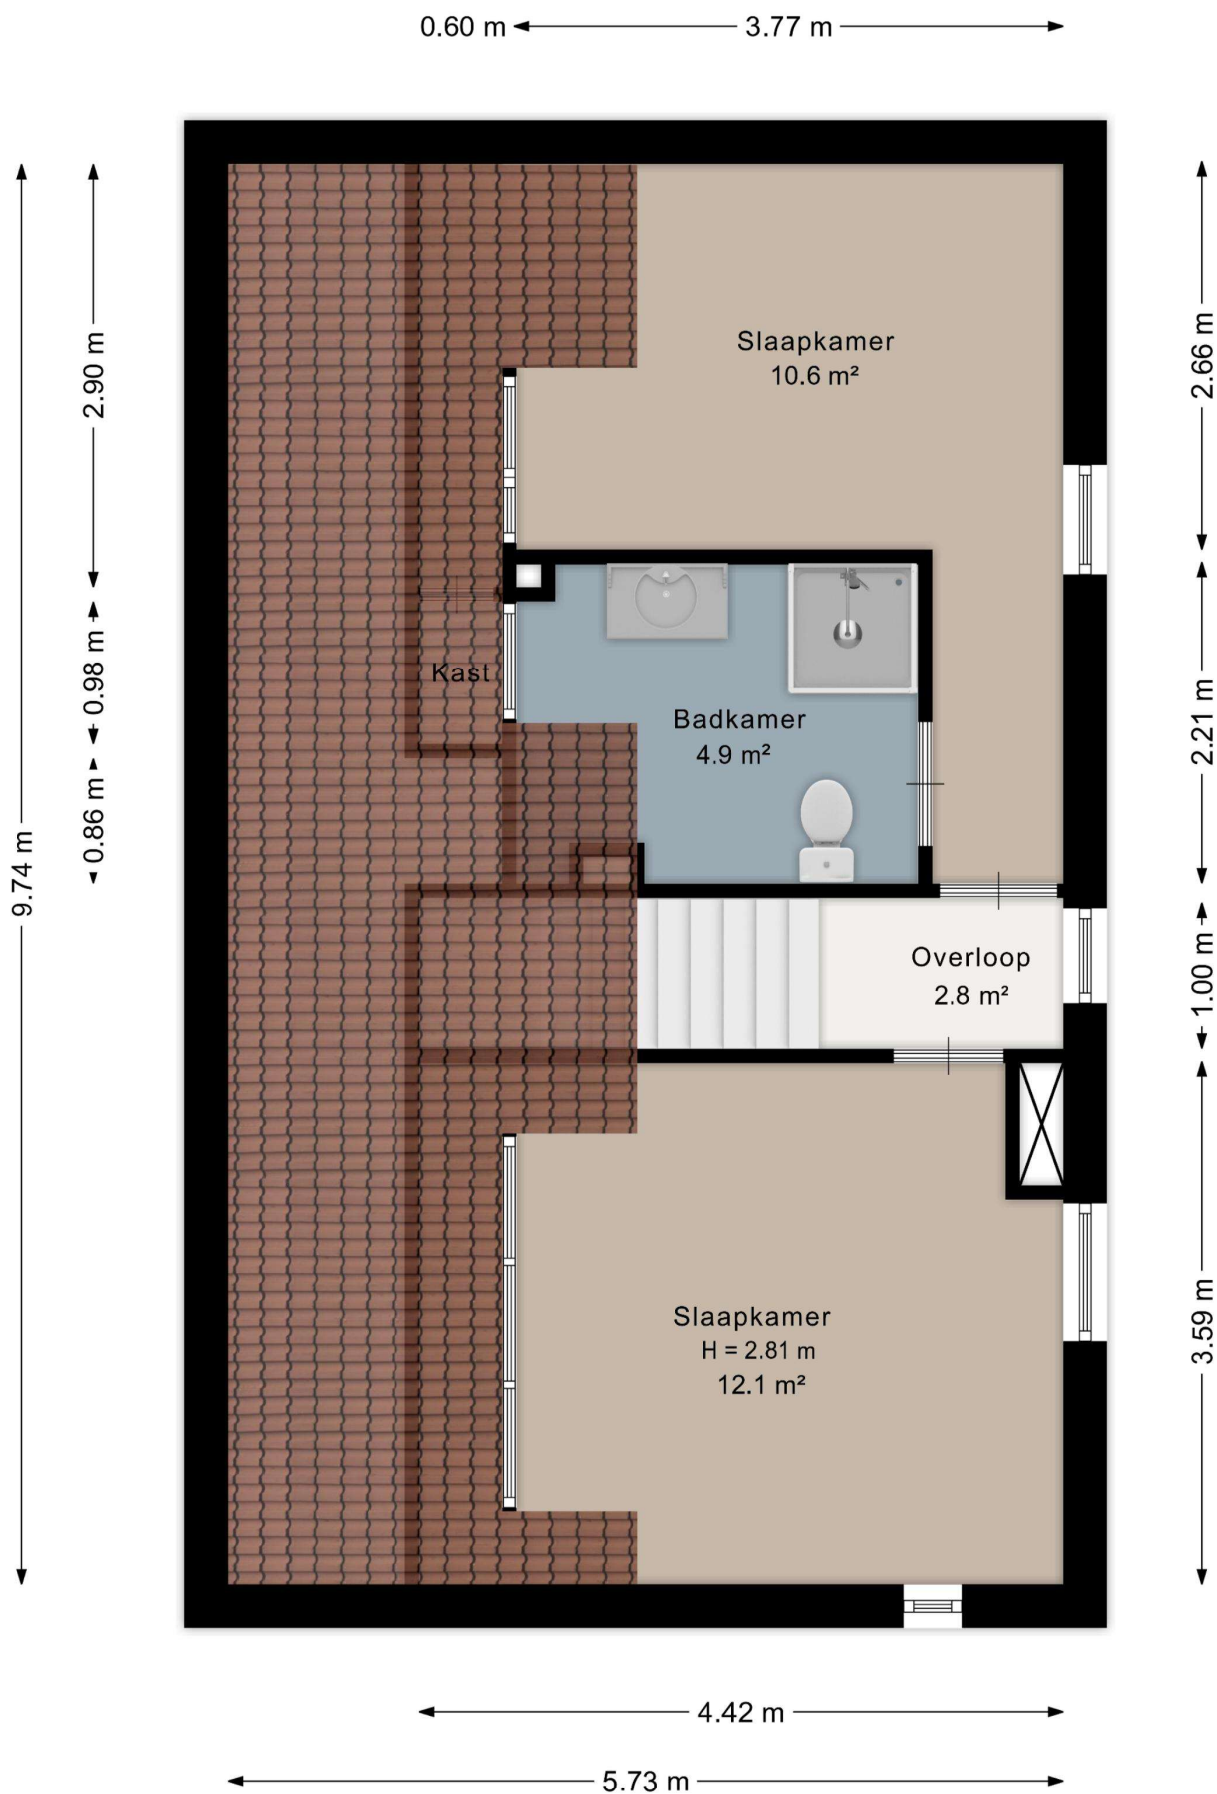 0.60 m
3.77 m
2.90 m
2.66 m
Slaapkamer
10.6 m²
0.98 m
Kast
Badkamer
4.9 m²
2.21 m
0.86 m
9.74 m
Overloop
2.8 m²
1.00 m
3.59 m
Slaapkamer
H = 2.81 m
12.1 m²
4.42 m
5.73 m